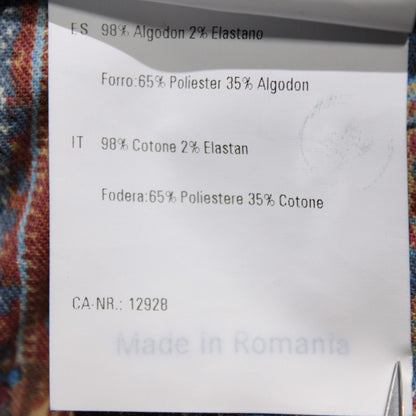 ES 98% Algodon 2% Elastano
Forro:65% Poliester 35% Algodon
IT 98% Cotone 2% Elastan
Fodera:65% Poliestere 35% Cotone
CA-NR.: 12928
Made in Romania